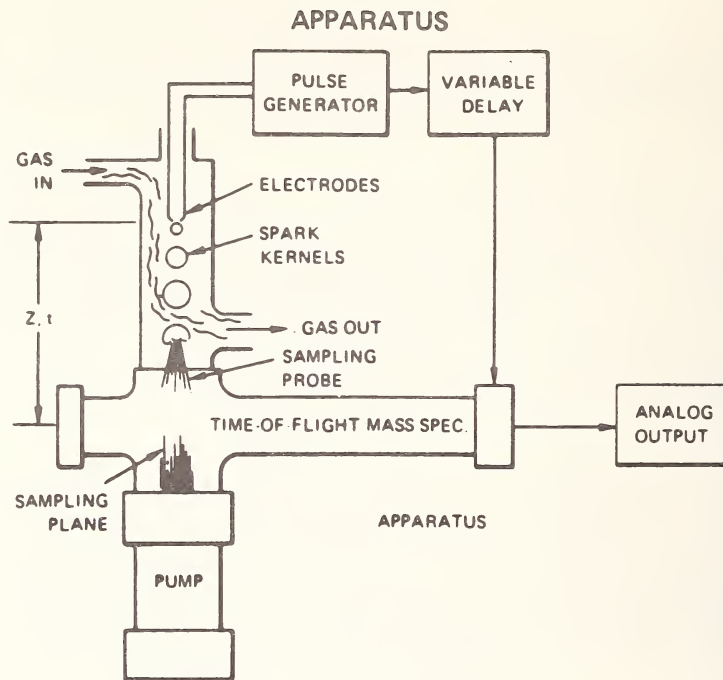 APPARATUS
PULSE
GENERATOR
VARIABLE
DELAY
GAS
IN
ELECTRODES
SPARK
KERNELS
Z, t
. GAS OUT
SAMPLING
PROBE
TIME-OF-FLIGHT MASS SPEC.
ANALOG
OUTPUT
SAMPLING
PLANE
APPARATUS
PUMP